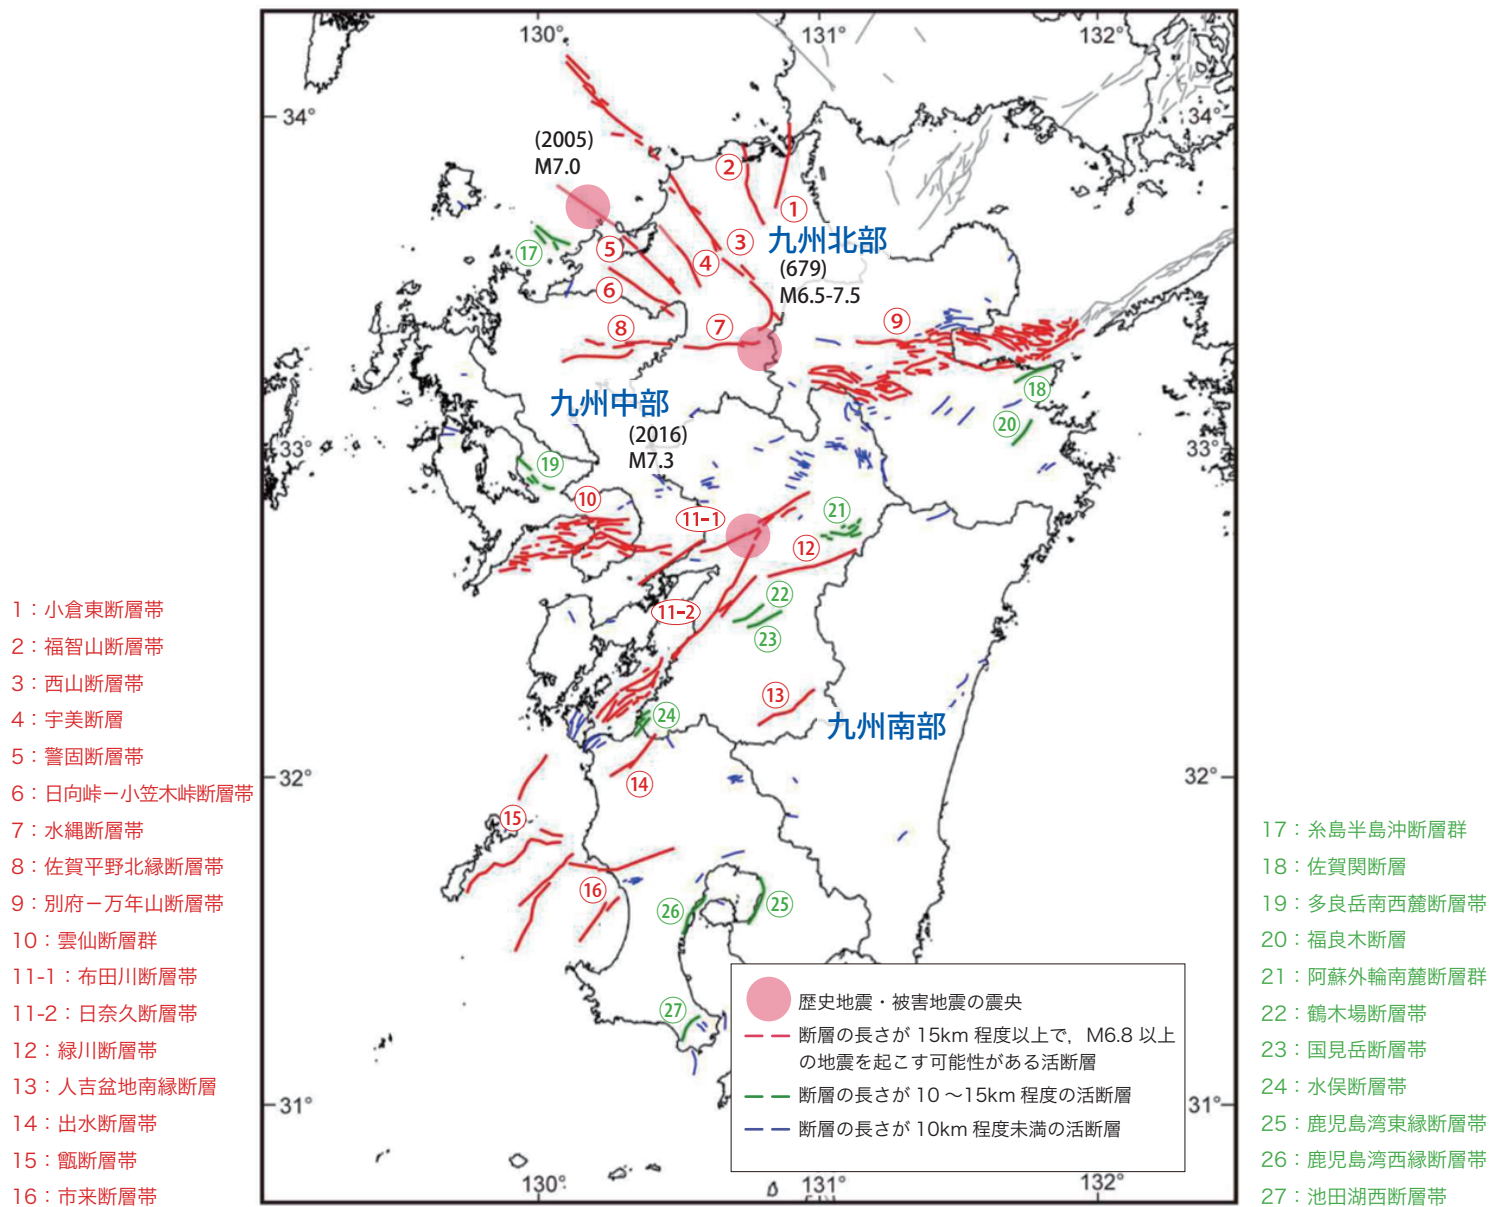 130°
131°
132°
34°
34°
(2005)
M7.0
2
1
17
5
3
九州北部
4
(679)
M6.5-7.5
6
8
7
9
18
九州中部
20
(2016)
M7.3
33°
33°
19
10
11-1
21
12
22
11-2
23
13
24
九州南部
32°
32°
14
15
16
26
25
27
31°
31°
130°
131°
132°
1：小倉東断層帯
2：福智山断層帯
3：西山断層帯
4：宇美断層
5：警固断層帯
6：日向峠－小笠木峠断層帯
7：水縄断層帯
8：佐賀平野北縁断層帯
9：別府－万年山断層帯
10：雲仙断層群
11-1：布田川断層帯
11-2：日奈久断層帯
12：緑川断層帯
13：人吉盆地南縁断層
14：出水断層帯
15：甑断層帯
16：市来断層帯
歴史地震・被害地震の震央
断層の長さが 15km 程度以上で，M6.8 以上
の地震を起こす可能性がある活断層
断層の長さが 10 ～15km 程度の活断層
断層の長さが 10km 程度未満の活断層
17：糸島半島沖断層群
18：佐賀関断層
19：多良岳南西麓断層帯
20：福良木断層
21：阿蘇外輪南麓断層群
22：鶴木場断層帯
23：国見岳断層帯
24：水俣断層帯
25：鹿児島湾東縁断層帯
26：鹿児島湾西縁断層帯
27：池田湖西断層帯